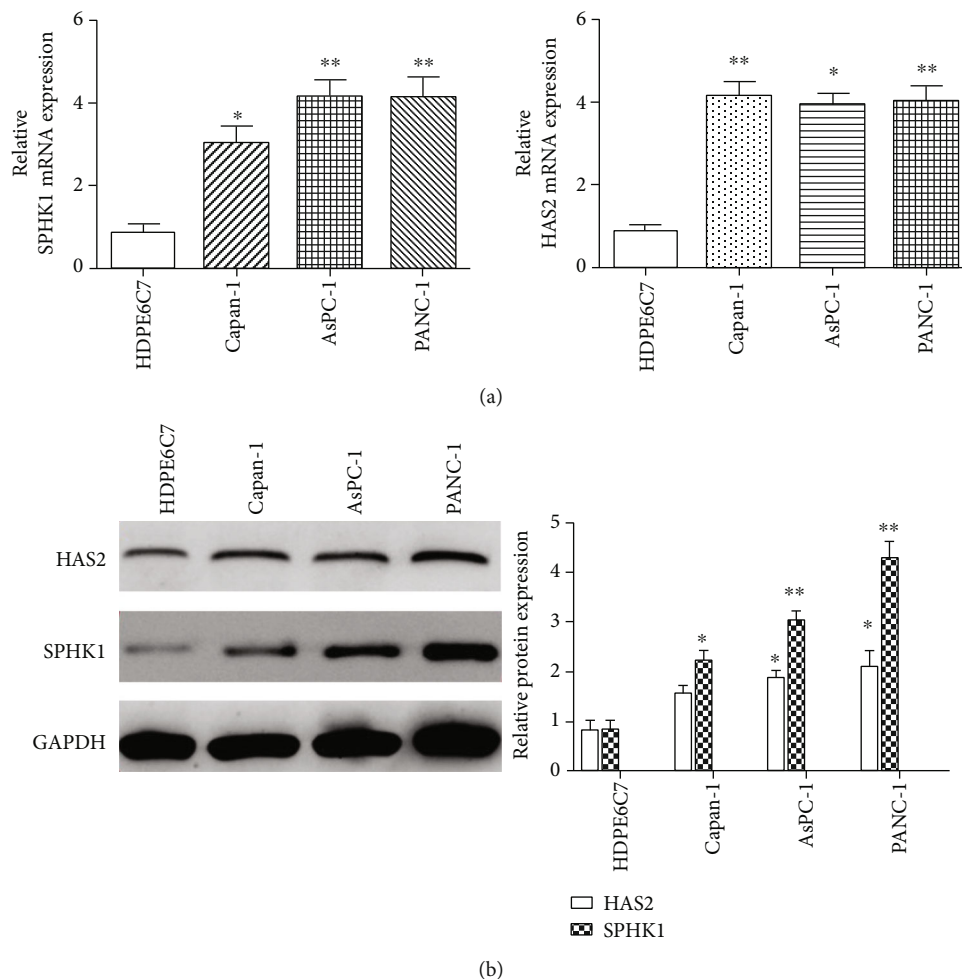 Relative
SPHK1 mRNA expression
6
4
2
0
*
**
**
HDPE6C7
Capan-1
AsPC-1
PANC-1
Relative
HAS2 mRNA expression
6
4
2
0
**
*
**
HDPE6C7
Capan-1
AsPC-1
PANC-1
(a)
HDPE6C7
Capan-1
AsPC-1
PANC-1
HAS2
SPHK1
GAPDH
Relative protein expression
5
4
3
2
1
0
*
*
**
*
**
HDPE6C7
Capan-1
AsPC-1
PANC-1
HAS2
SPHK1
(b)